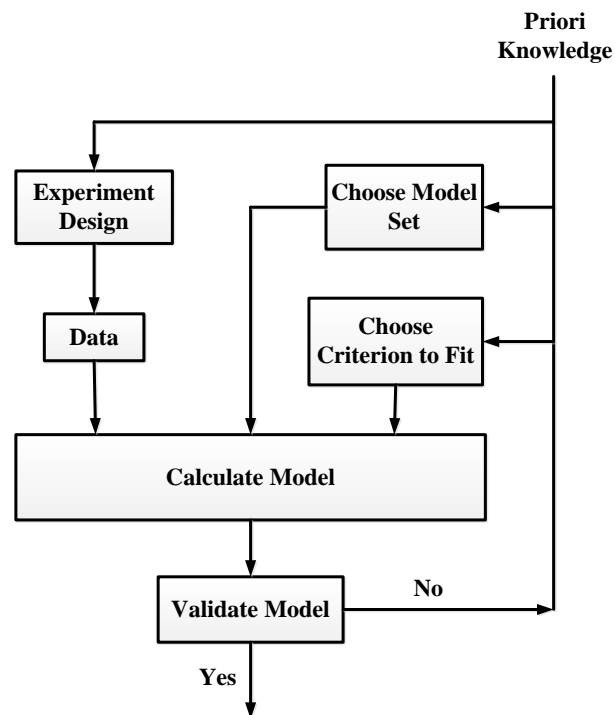 Priori
Knowledge
Experiment
Design
Choose Model
Set
Data
Choose
Criterion to Fit
Calculate Model
Validate Model
No
Yes